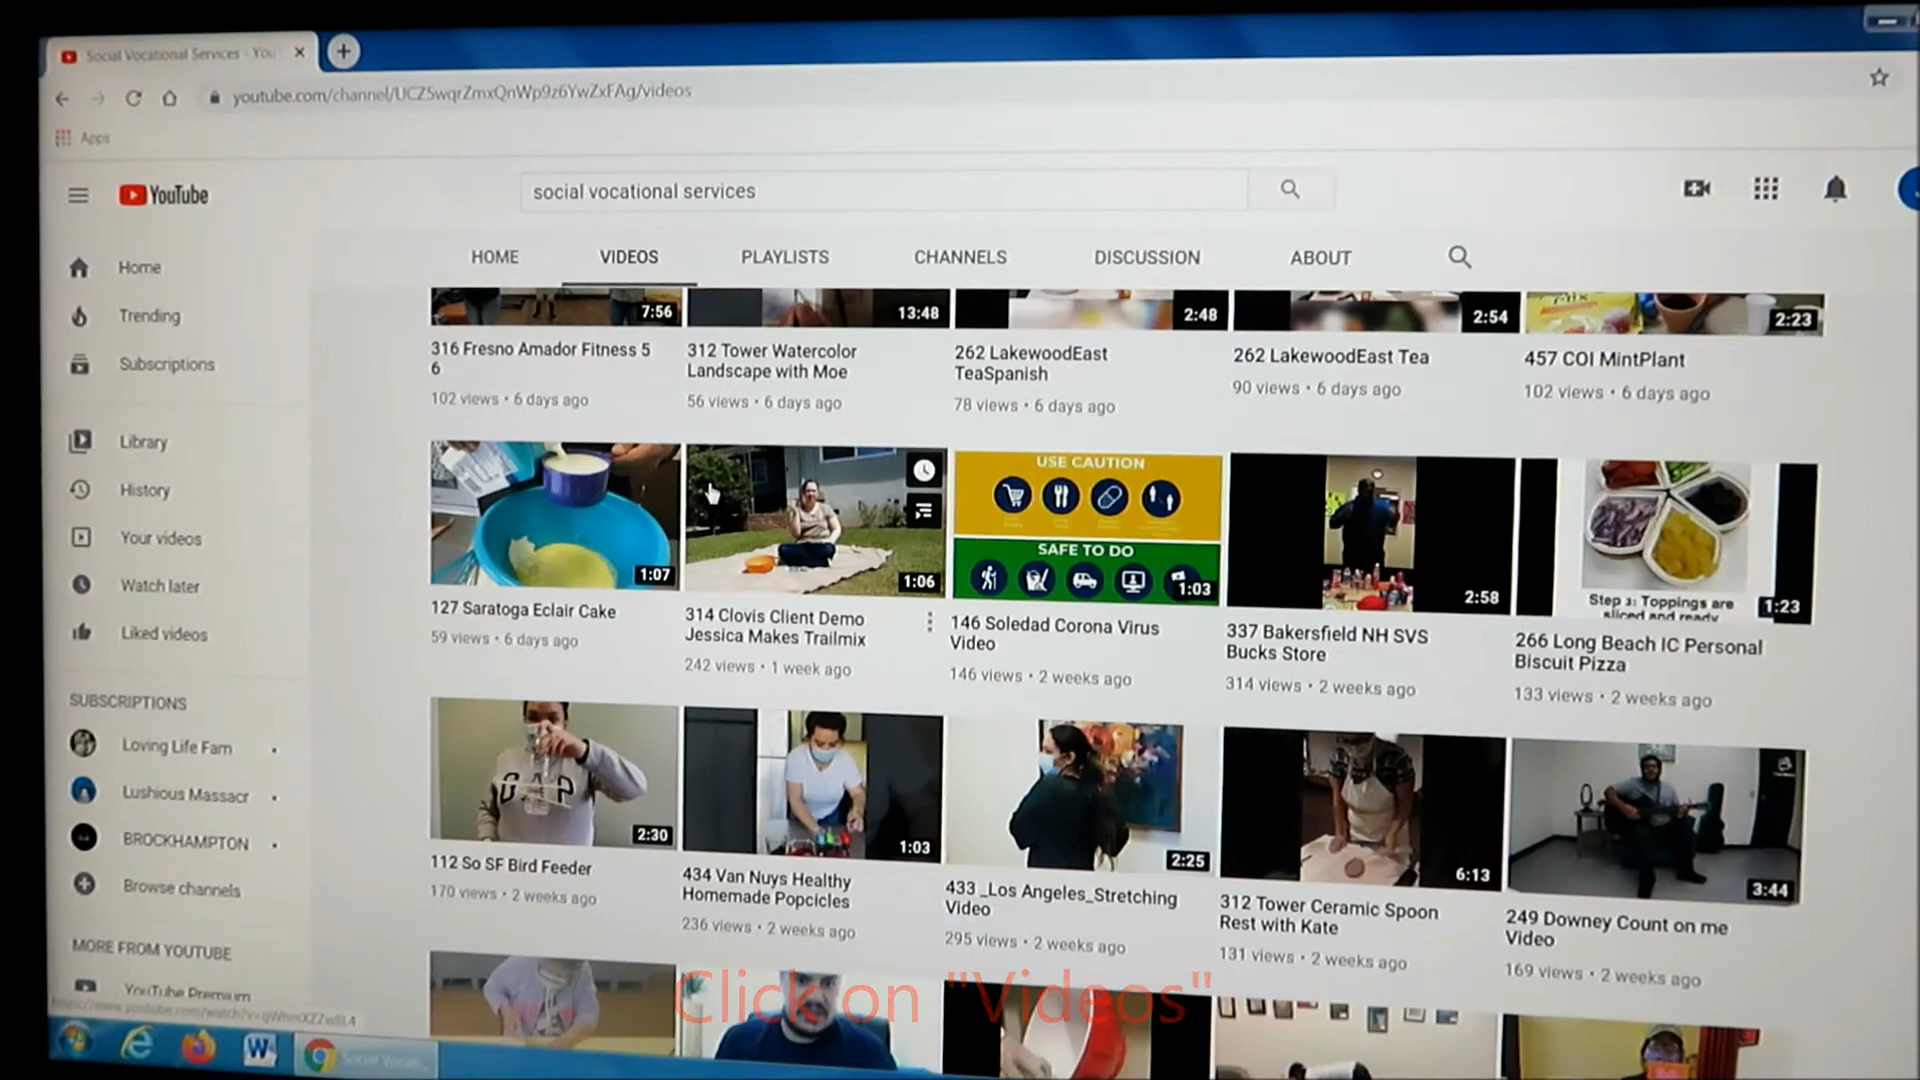 Social Vocational Services - You
youtube.com/channel/UCZ5wqrZmxQnWp9z6YwZxFAg/videos
Apps
YouTube
social vocational services
HOME VIDEOS PLAYLISTS CHANNELS DISCUSSION ABOUT
Home
Trending
Subscriptions
Library
History
Your videos
Watch later
Liked videos
SUBSCRIPTIONS
Loving Life Fam
Lushious Massacr
BROCKHAMPTON
Browse channels
MORE FROM YOUTUBE
YouTube Premium
7:56
13:48
2:48
2:54
2:23
316 Fresno Amador Fitness 5
6
102 views • 6 days ago
312 Tower Watercolor
Landscape with Moe
56 views • 6 days ago
262 LakewoodEast
TeaSpanish
78 views • 6 days ago
262 LakewoodEast Tea
90 views • 6 days ago
457 COI MintPlant
102 views • 6 days ago
1:07
127 Saratoga Eclair Cake
59 views • 6 days ago
1:06
314 Clovis Client Demo
Jessica Makes Trailmix
242 views • 1 week ago
USE CAUTION
SAFE TO DO
1:03
146 Soledad Corona Virus
Video
146 views • 2 weeks ago
2:58
337 Bakersfield NH SVS
Bucks Store
314 views • 2 weeks ago
Step 3: Toppings are
sliced and ready
1:23
266 Long Beach IC Personal
Biscuit Pizza
133 views • 2 weeks ago
GAP
2:30
112 So SF Bird Feeder
170 views • 2 weeks ago
1:03
434 Van Nuys Healthy
Homemade Popcicles
236 views • 2 weeks ago
2:25
433 _Los Angeles_Stretching
Video
295 views • 2 weeks ago
6:13
312 Tower Ceramic Spoon
Rest with Kate
131 views • 2 weeks ago
3:44
249 Downey Count on me
Video
169 views • 2 weeks ago
Click on "Videos"
Social Vocati...